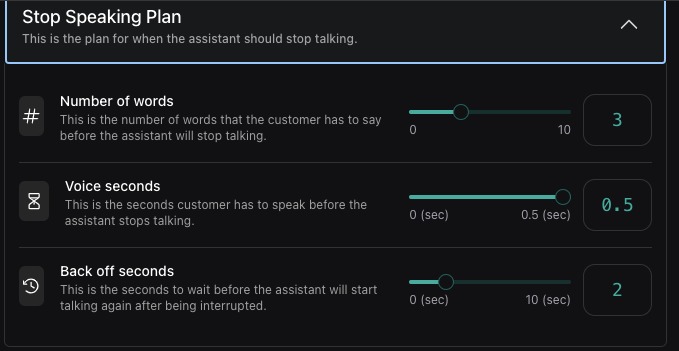 Stop Speaking Plan
This is the plan for when the assistant should stop talking.
Number of words
This is the number of words that the customer has to say
before the assistant will stop talking.
0
10
3
Voice seconds
This is the seconds customer has to speak before the
assistant stops talking.
0 (sec)
0.5 (sec)
0.5
Back off seconds
This is the seconds to wait before the assistant will start
talking again after being interrupted.
0 (sec)
10 (sec)
2